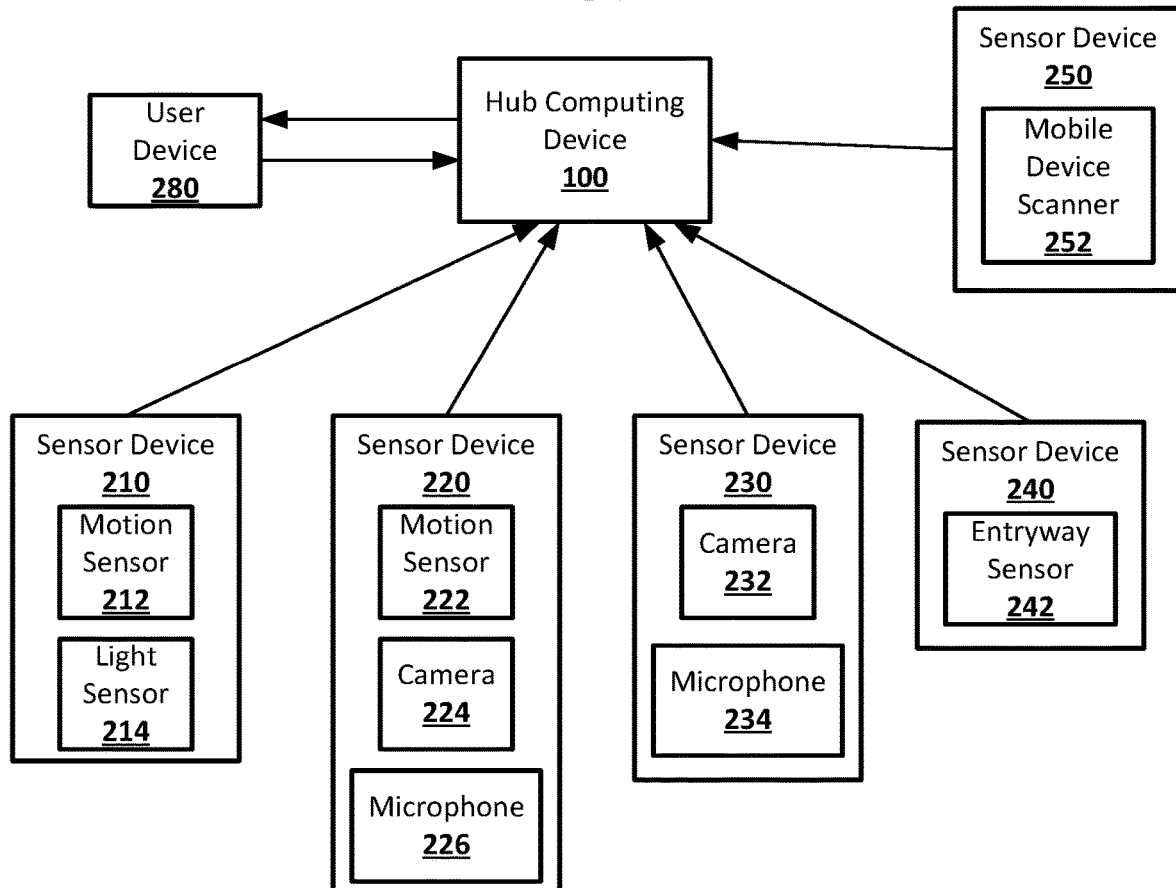 User
Device
280
Hub Computing
Device
100
Sensor Device
250
Mobile
Device
Scanner
252
Sensor Device
210
Motion
Sensor
212
Light
Sensor
214
Sensor Device
220
Motion
Sensor
222
Camera
224
Microphone
226
Sensor Device
230
Camera
232
Microphone
234
Sensor Device
240
Entryway
Sensor
242